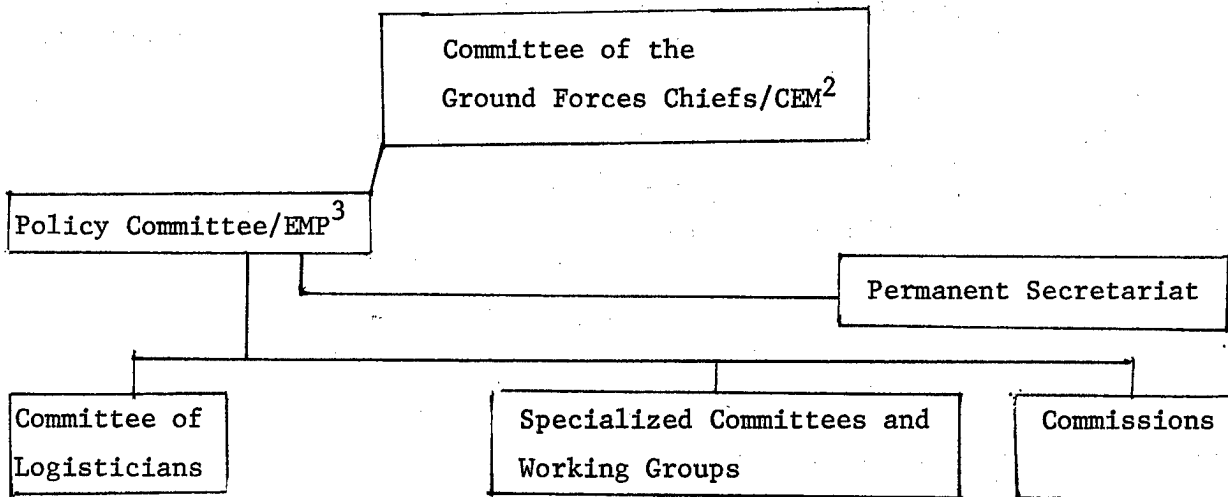 Committee of the
Ground Forces Chiefs/CEM2
Policy Committee/EMP3
Permanent Secretariat
Committee of
Logisticians
Specialized Committees and
Working Groups
Commissions